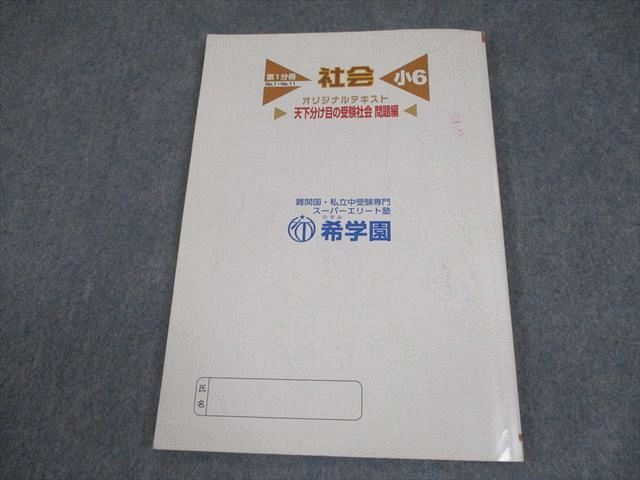 第1分冊
No.1~No.11
社会
小6
オリジナルテキスト
天下分け目の受験社会 問題編
難関国・私立中受験専門
スーパーエリート塾
のぞみ
希学園
氏名